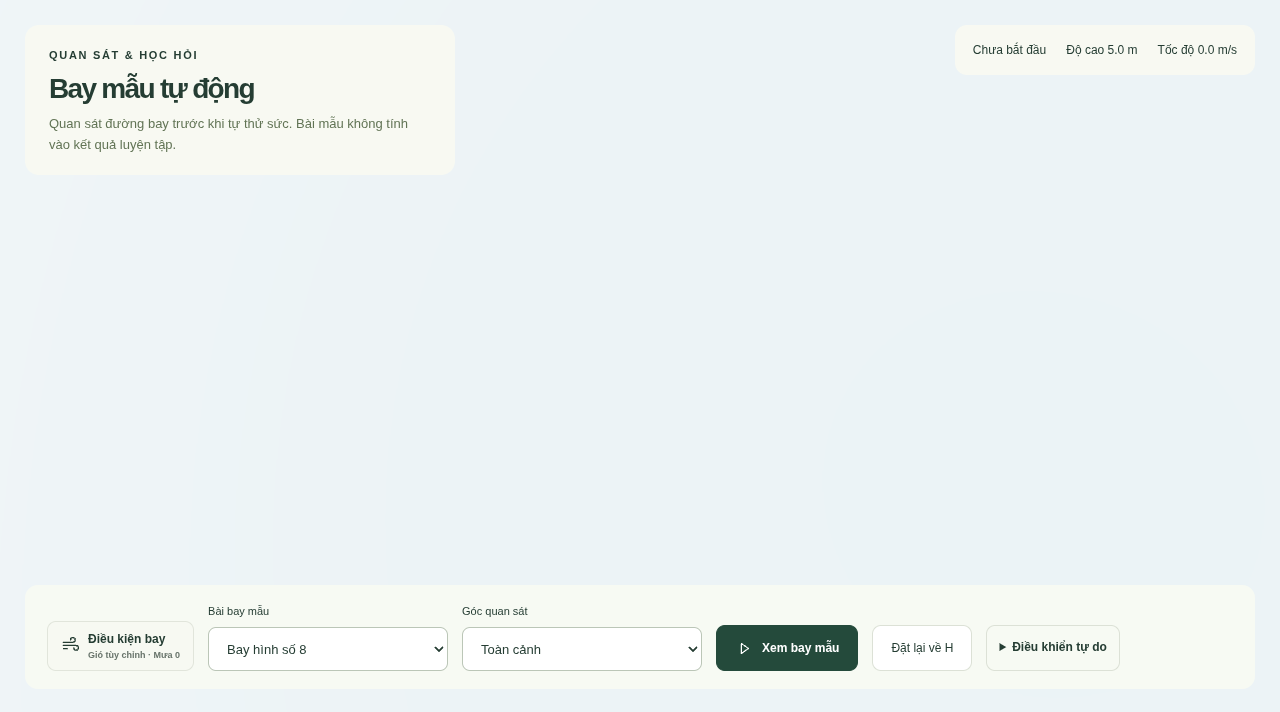 QUAN SÁT & HỌC HỎI
Bay mẫu tự động
Quan sát đường bay trước khi tự thử sức. Bài mẫu không tính
vào kết quả luyện tập.
Chưa bắt đầu Độ cao 5.0 m Tốc độ 0.0 m/s
Điều kiện bay
Gió tùy chỉnh · Mưa 0
Bài bay mẫu
Bay hình số 8
Góc quan sát
Toàn cảnh
Xem bay mẫu
Đặt lại về H
Điều khiển tự do